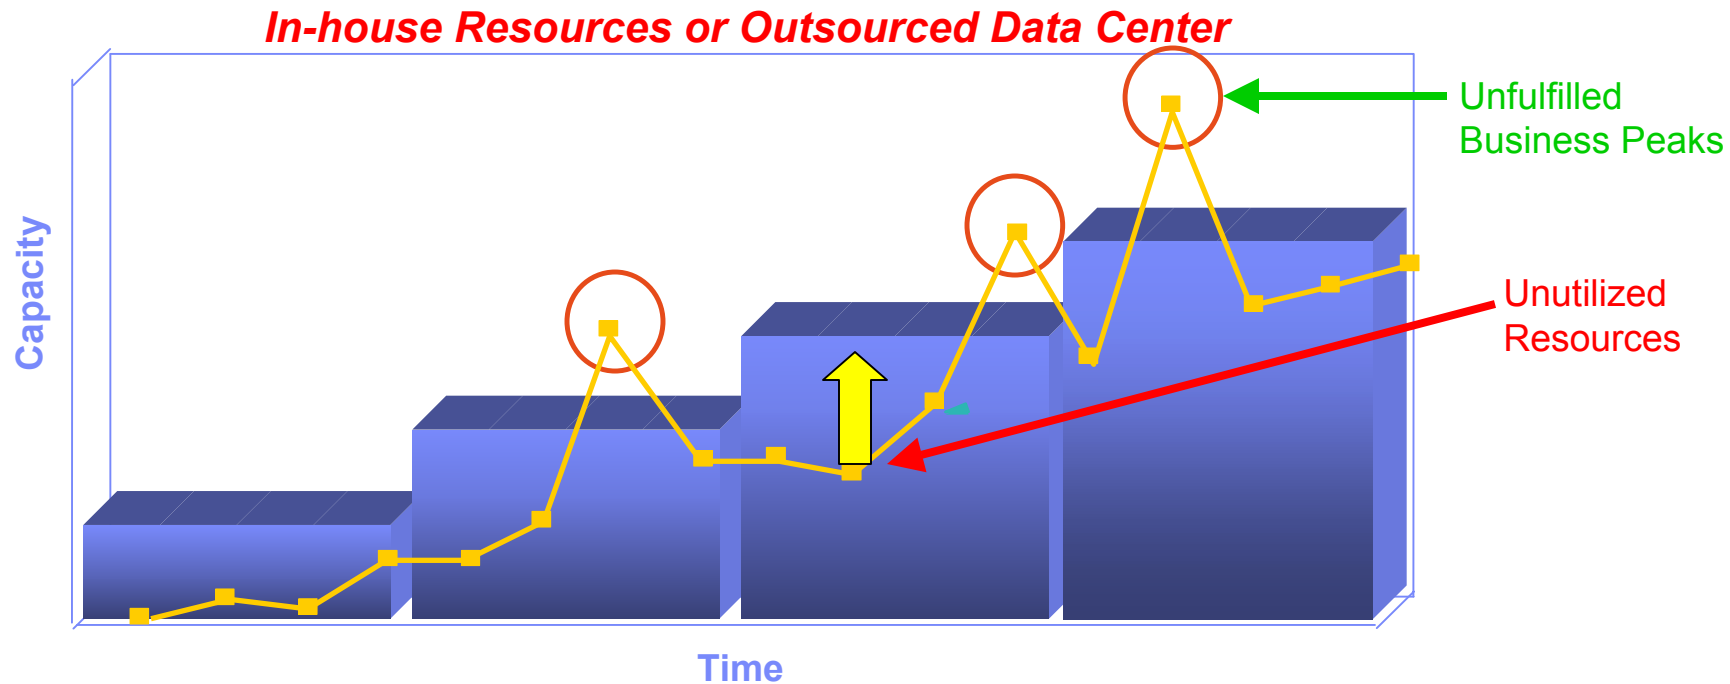 In-house Resources or Outsourced Data Center
Unfulfilled
Business Peaks
Capacity
Unutilized
Resources
Time